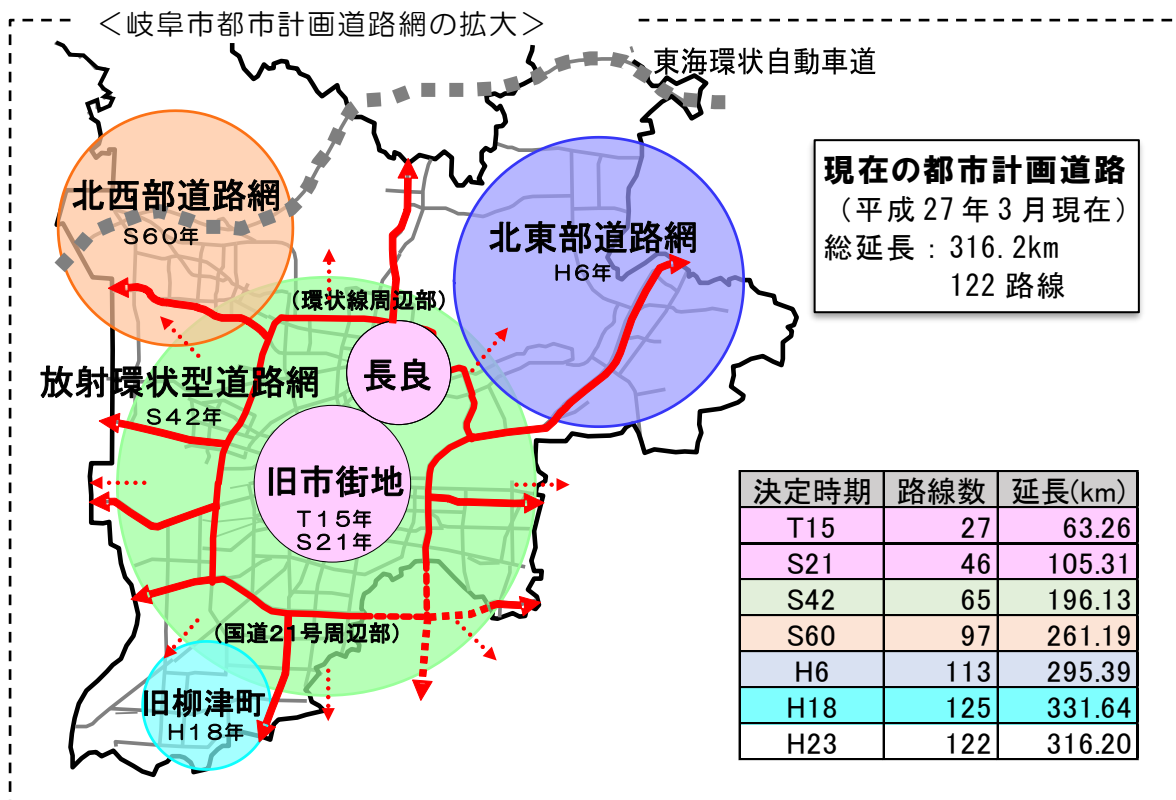 ＜岐阜市都市計画道路網の拡大＞
東海環状自動車道
現在の都市計画道路
（平成27年3月現在）
総延長：316.2km
122路線
北西部道路網
S60年
北東部道路網
H6年
（環状線周辺部）
長良
放射環状型道路網
S42年
旧市街地
T15年
S21年
（国道21号周辺部）
旧柳津町
H18年
決定時期 路線数 延長(km)
T15 27 63.26
S21 46 105.31
S42 65 196.13
S60 97 261.19
H6 113 295.39
H18 125 331.64
H23 122 316.20